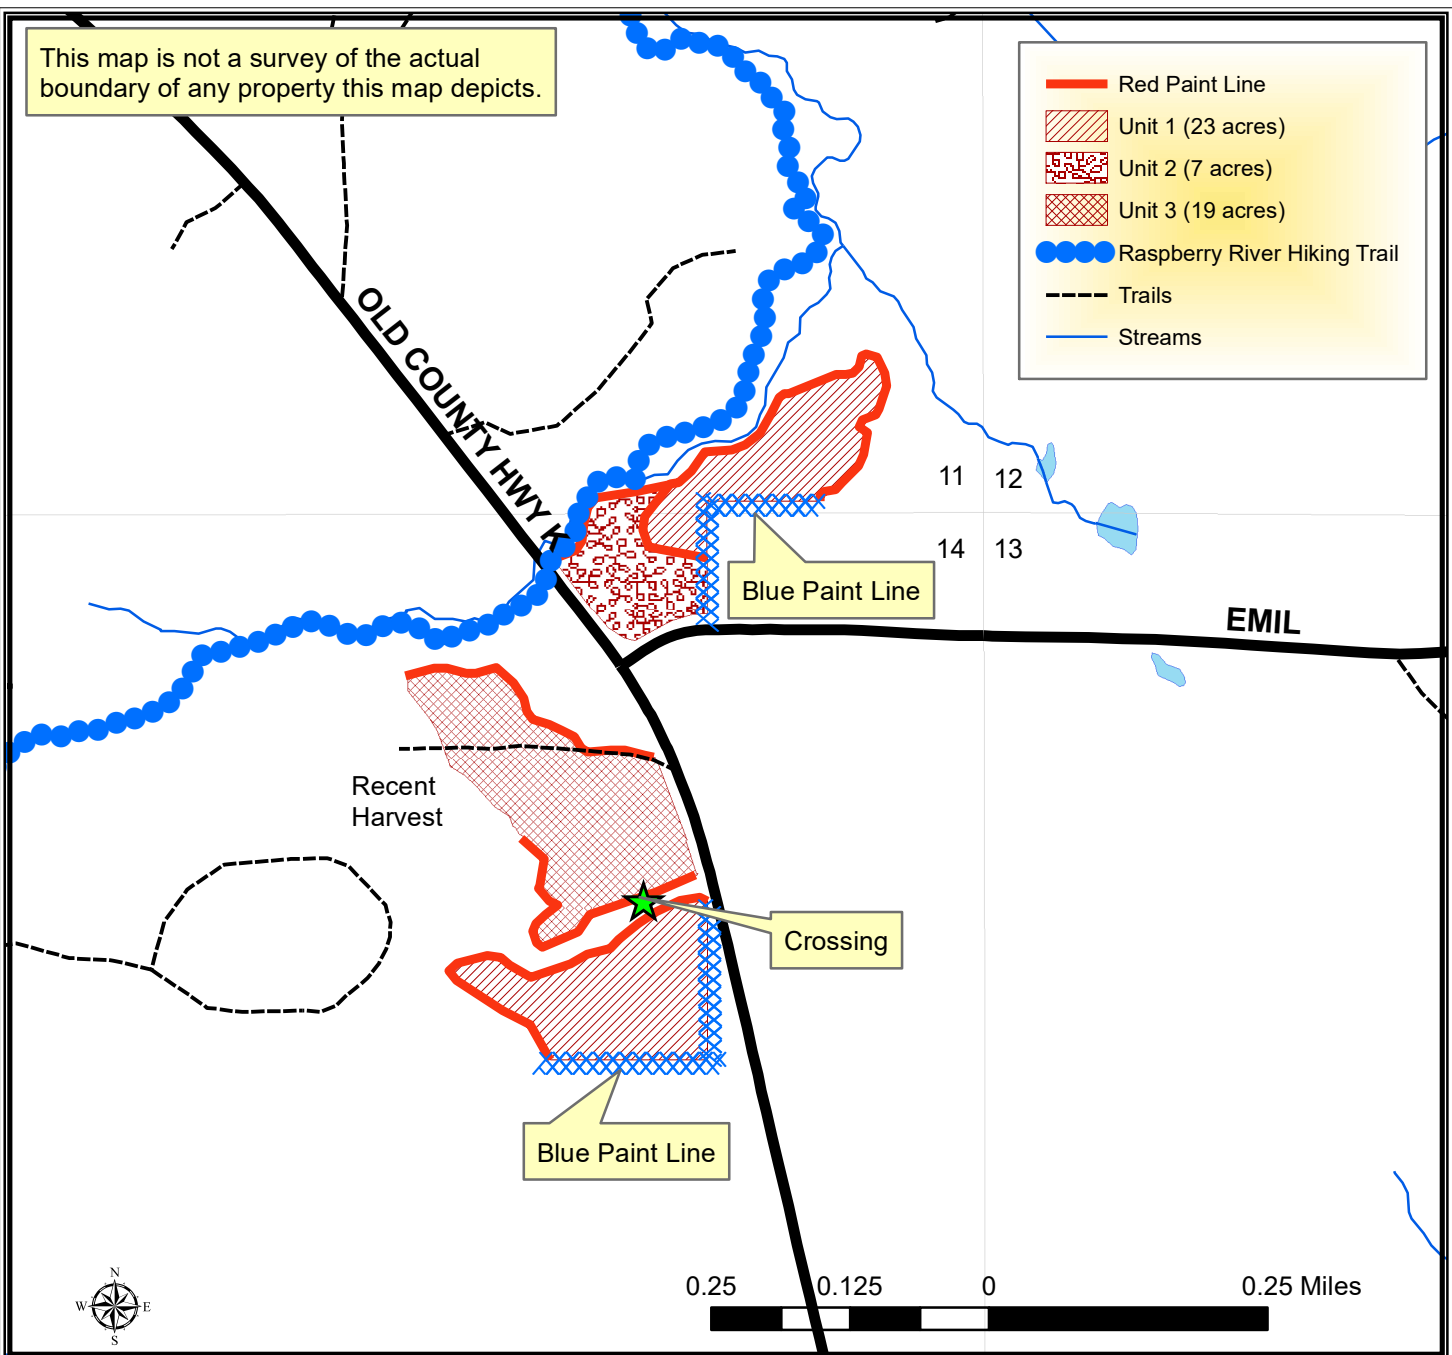 This map is not a survey of the actual
boundary of any property this map depicts.
Red Paint Line
Unit 1 (23 acres)
Unit 2 (7 acres)
Unit 3 (19 acres)
Raspberry River Hiking Trail
Trails
Streams
OLD COUNTY HWY K
11 12
14 13
Blue Paint Line
EMIL
Recent
Harvest
Crossing
Blue Paint Line
N
W E
S
0.25 0.125 0 0.25 Miles